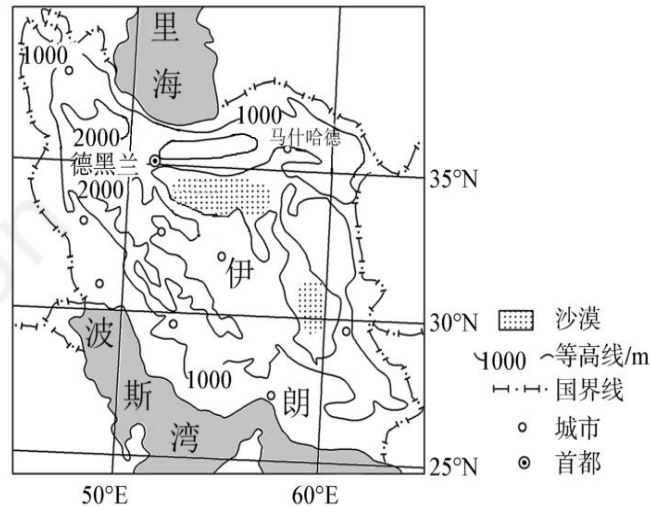 里
海
1000
1000
2000
马什哈德
德黑兰
2000
35°N
伊
30°N
波
1000
斯
朗
湾
25°N
50°E
60°E
沙漠
1000 等高线/m
国界线
城市
首都